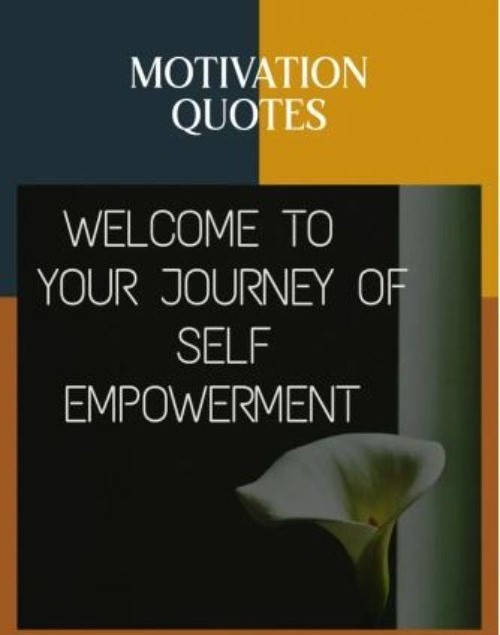 MOTIVATION
QUOTES
WELCOME TO
YOUR JOURNEY OF
SELF
EMPOWERMENT